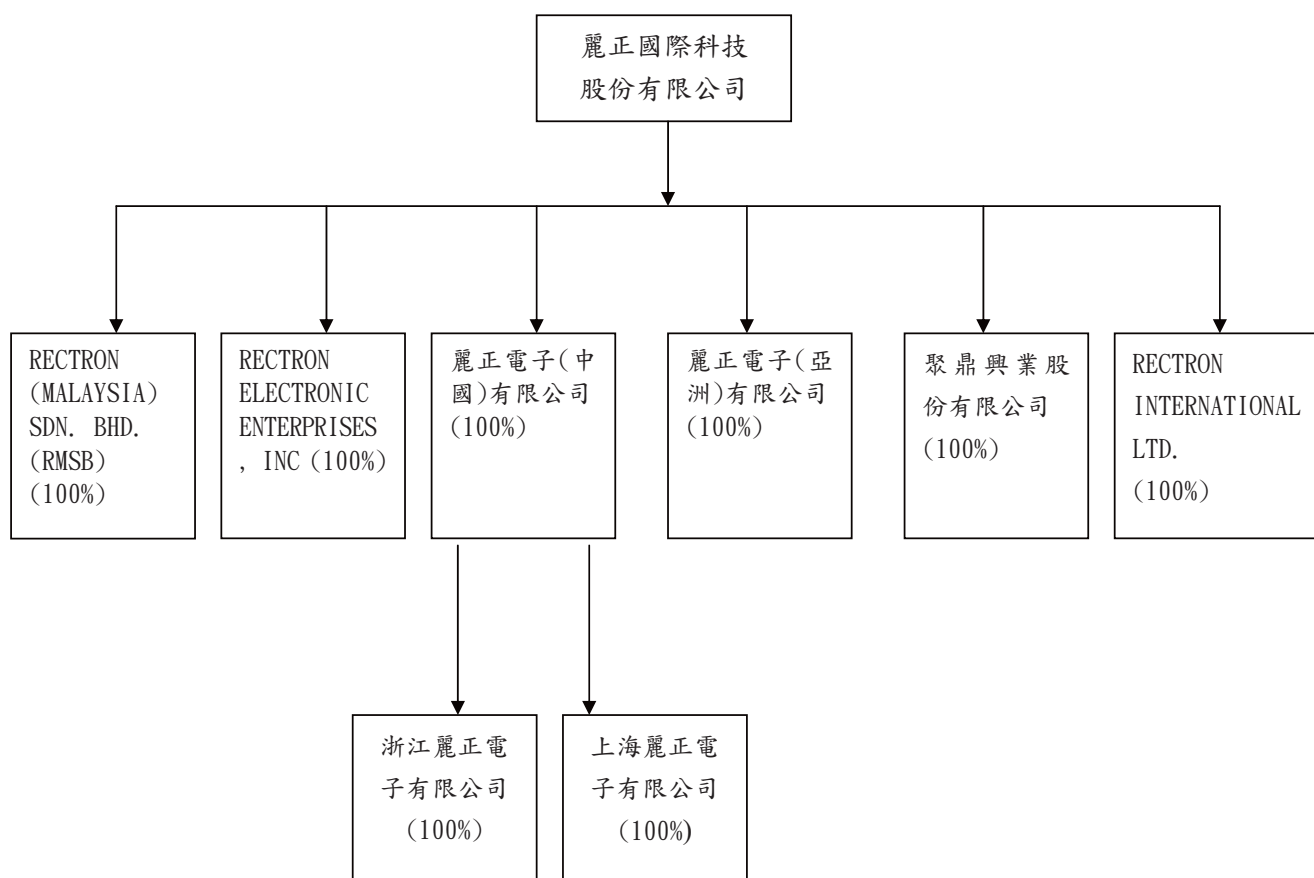 麗正國際科技
股份有限公司
RECTRON
(MALAYSIA)
SDN. BHD.
(RMSB)
(100%)
RECTRON
ELECTRONIC
ENTERPRISES
, INC (100%)
麗正電子(中
國)有限公司
(100%)
麗正電子(亞
洲)有限公司
(100%)
聚鼎興業股
份有限公司
(100%)
RECTRON
INTERNATIONAL
LTD.
(100%)
浙江麗正電
子有限公司
(100%)
上海麗正電
子有限公司
(100%)